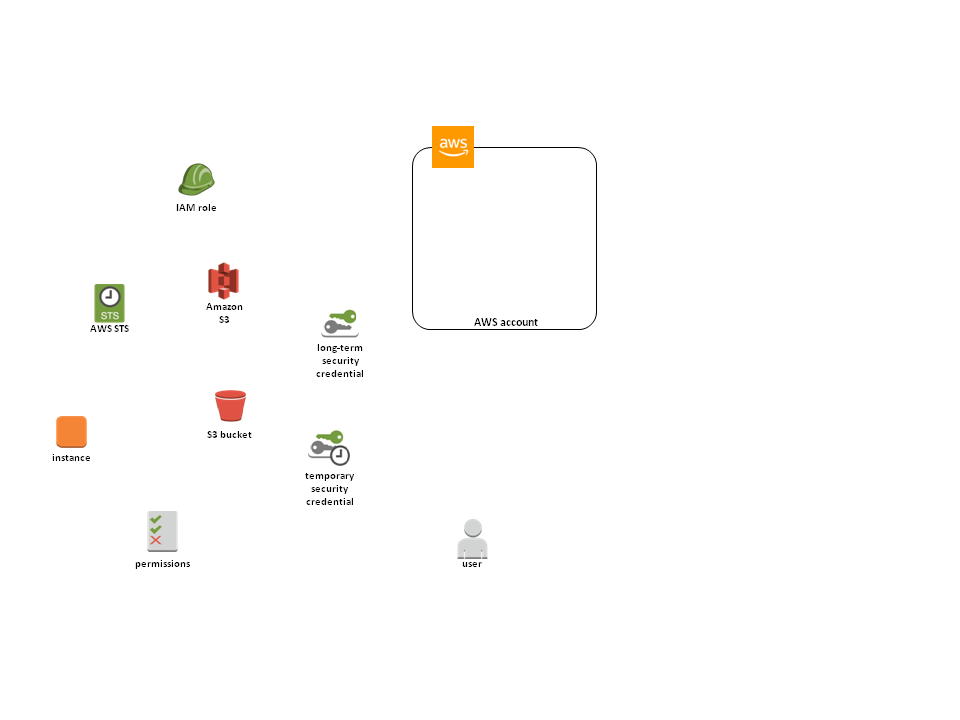 aws
IAM role
Amazon
S3
STS
AWS STS
long-term
security
credential
AWS account
S3 bucket
instance
temporary
security
credential
permissions
user